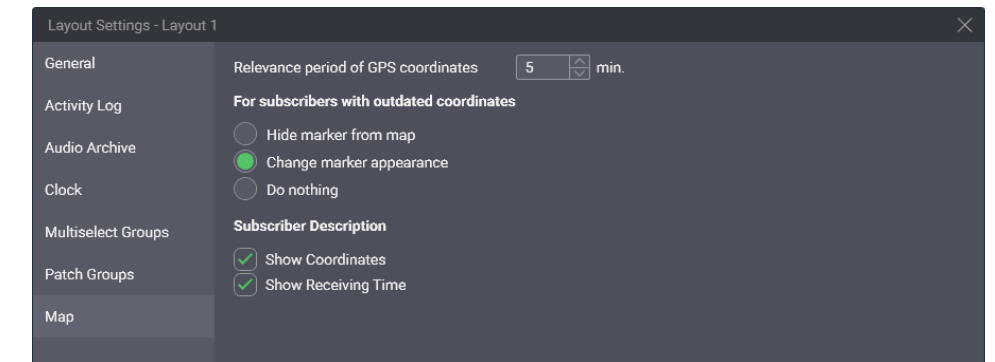 Layout Settings - Layout 1
General
Activity Log
Audio Archive
Clock
Multiselect Groups
Patch Groups
Map
Relevance period of GPS coordinates 5 min.
For subscribers with outdated coordinates
Hide marker from map
Change marker appearance
Do nothing
Subscriber Description
Show Coordinates
Show Receiving Time